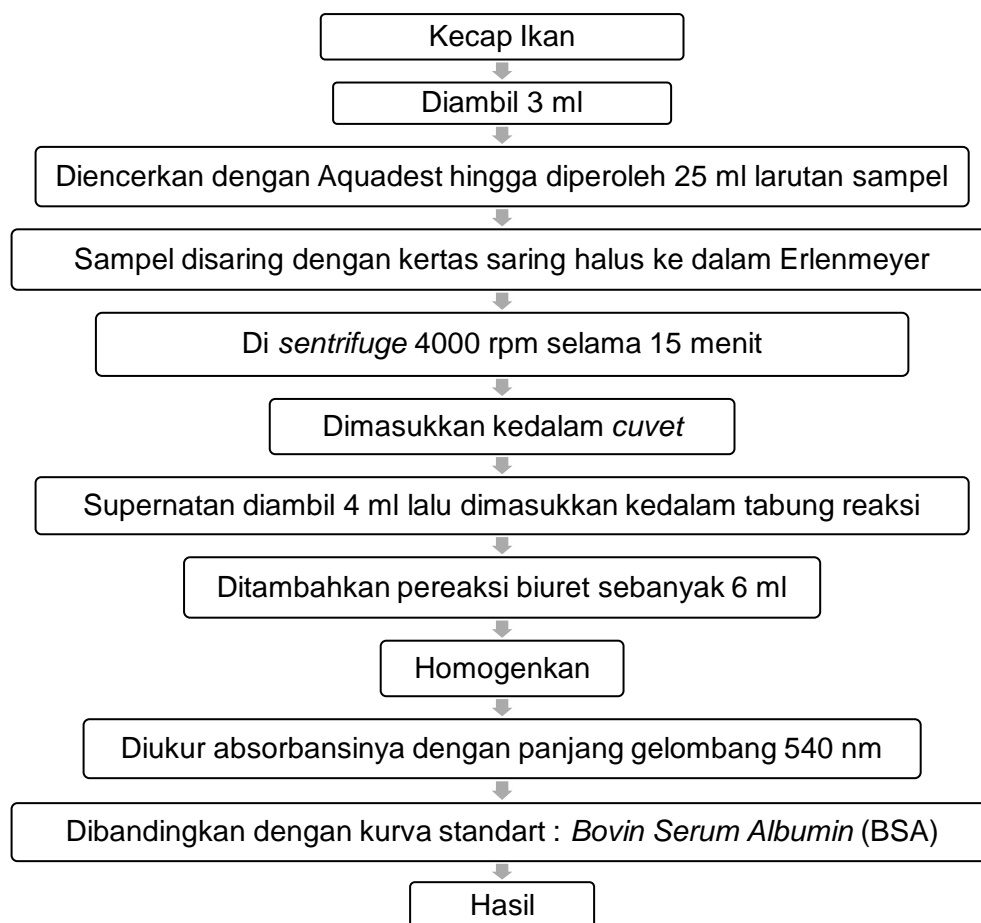 Kecap Ikan
Diambil 3 ml
Diencerkan dengan Aquadest hingga diperoleh 25 ml larutan sampel
Sampel disaring dengan kertas saring halus ke dalam Erlenmeyer
Di sentrifuge 4000 rpm selama 15 menit
Dimasukkan kedalam cuvet
Supernatan diambil 4 ml lalu dimasukkan kedalam tabung reaksi
Ditambahkan pereaksi biuret sebanyak 6 ml
Homogenkan
Diukur absorbansinya dengan panjang gelombang 540 nm
Dibandingkan dengan kurva standart : Bovin Serum Albumin (BSA)
Hasil